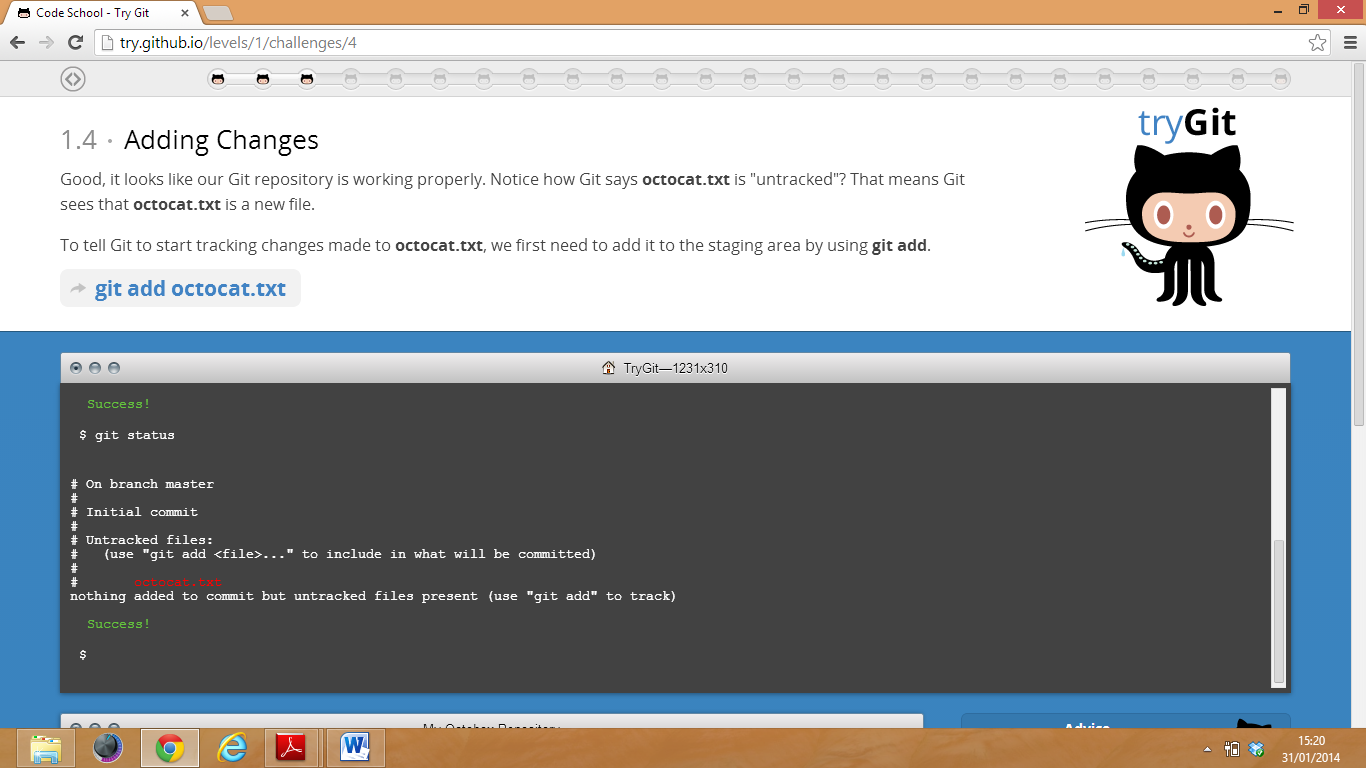 Code School - Try Git
try.github.io/levels/1/challenges/4
tryGit
1.4 · Adding Changes
Good, it looks like our Git repository is working properly. Notice how Git says octocat.txt is "untracked"? That means Git
sees that octocat.txt is a new file.
To tell Git to start tracking changes made to octocat.txt, we first need to add it to the staging area by using git add.
git add octocat.txt
TryGit—1231x310
Success!
$ git status
# On branch master
#
# Initial commit
#
# Untracked files:
#   (use "git add <file>..." to include in what will be committed)
#
#       octocat.txt
nothing added to commit but untracked files present (use "git add" to track)
Success!
$
My Octobox Repository
Advice
15:20
31/01/2014